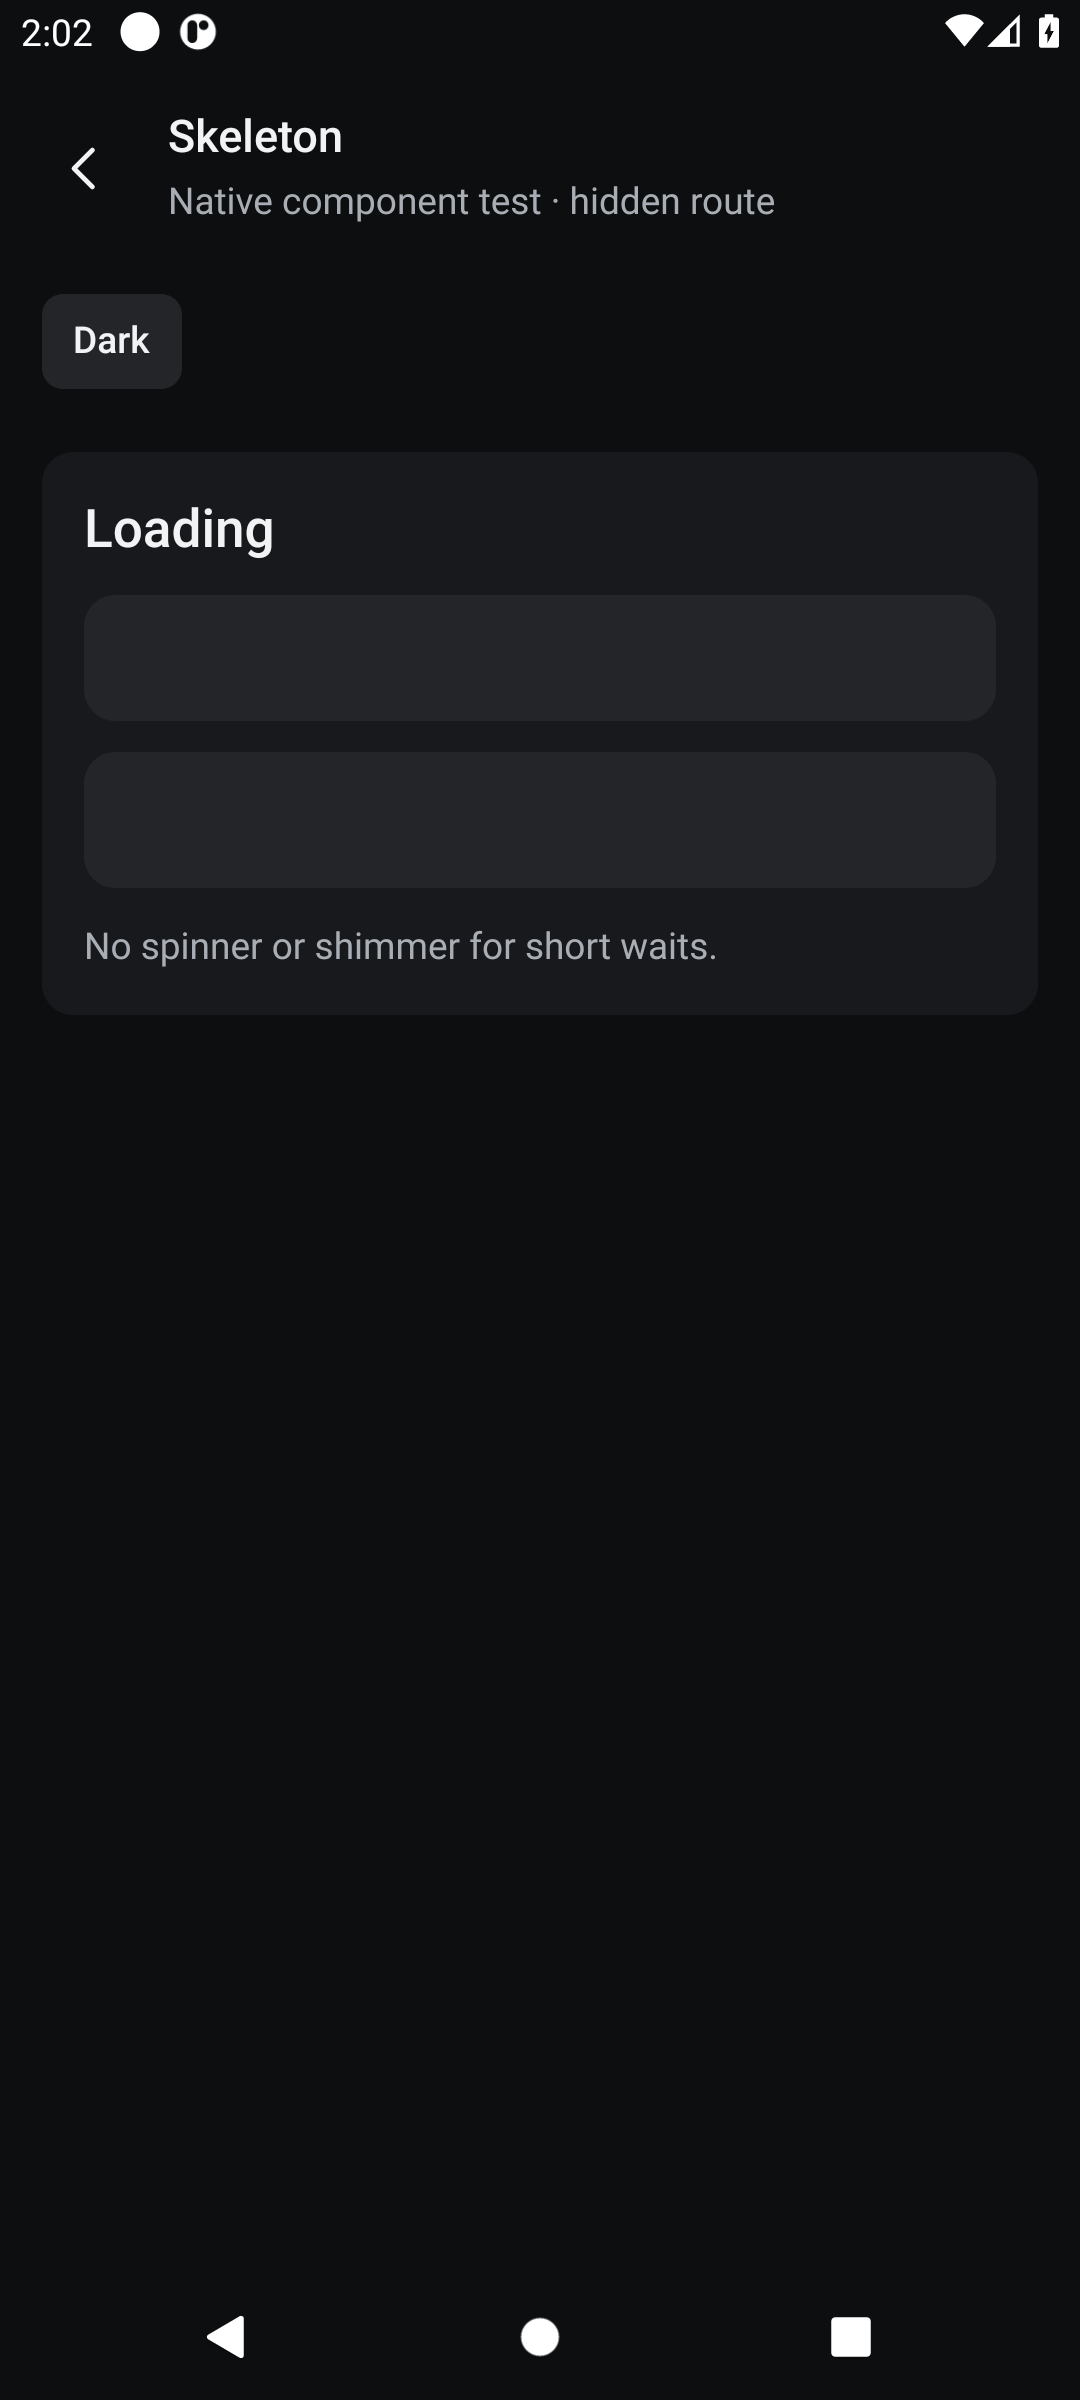 2:02
Skeleton
Native component test · hidden route
Dark
Loading
No spinner or shimmer for short waits.